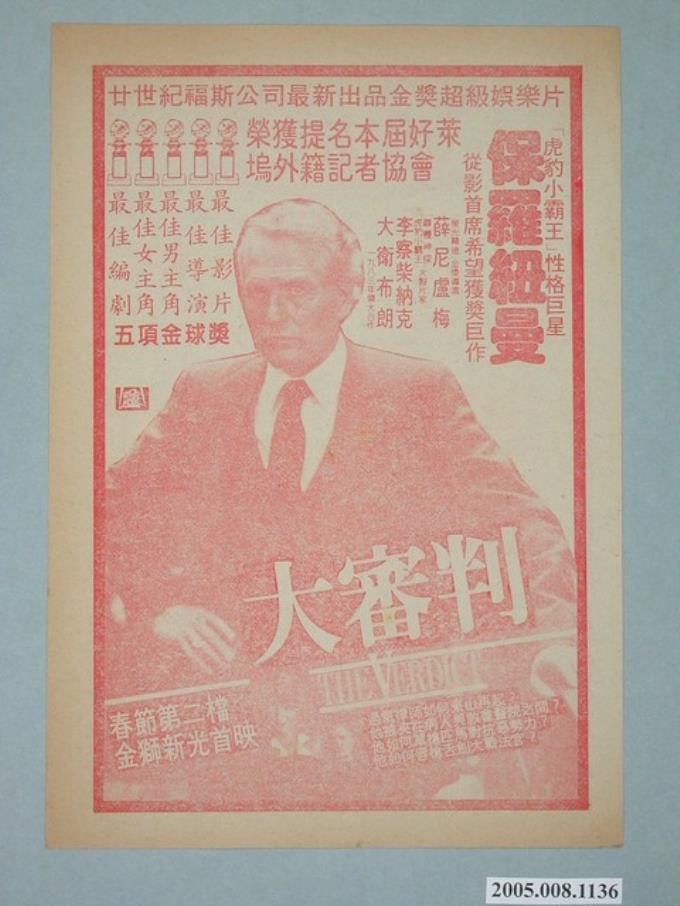 廿世紀福斯公司最新出品金獎超級娛樂片
「虎豹小霸王」性格巨星
保羅紐曼
從影首席希望獲獎巨作
榮獲提名本屆好萊
塢外籍記者協會
最佳影片
最佳導演
最佳男主角
最佳女主角
最佳編劇
五項金球獎
薛尼盧梅
李察柴納克
大衛布朗
大審判
THE VERDICT
春節第二檔
金獅新光首映
2005.008.1136